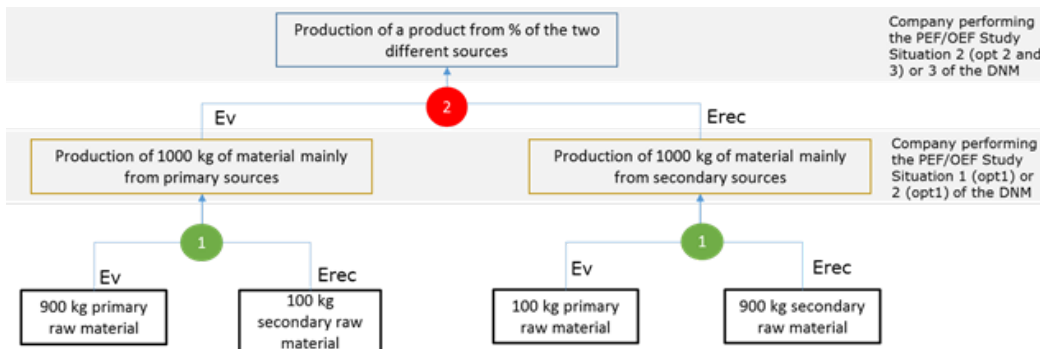 Production of a product from % of the two
different sources
Company performing
the PEF/OEF Study
Situation 2 (opt 2 and
3) or 3 of the DNM
2
Ev
Erec
Production of 1000 kg of material mainly
from primary sources
Production of 1000 kg of material mainly
from secondary sources
Company performing
the PEF/OEF Study
Situation 1 (opt1) or
2 (opt1) of the DNM
1
1
Ev
Erec
Ev
Erec
900 kg primary
raw material
100 kg
secondary raw
material
100 kg primary
raw material
900 kg secondary
raw material